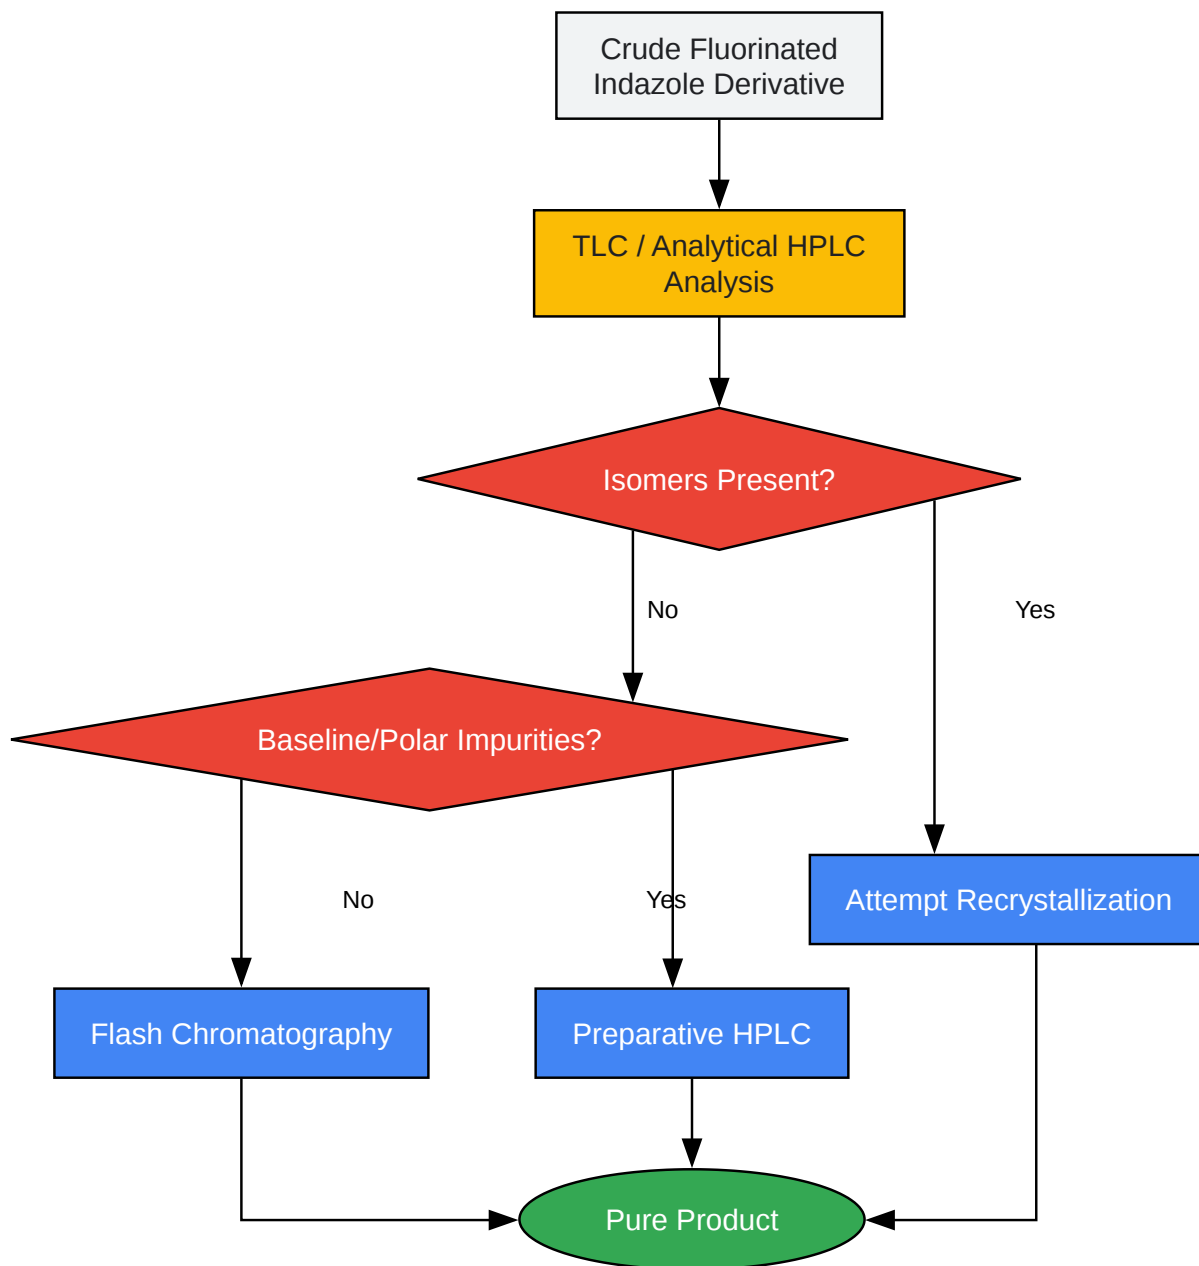 Crude Fluorinated
Indazole Derivative
TLC / Analytical HPLC
Analysis
Isomers Present?
No
Yes
Baseline/Polar Impurities?
No
Yes
Attempt Recrystallization
Flash Chromatography
Preparative HPLC
Pure Product